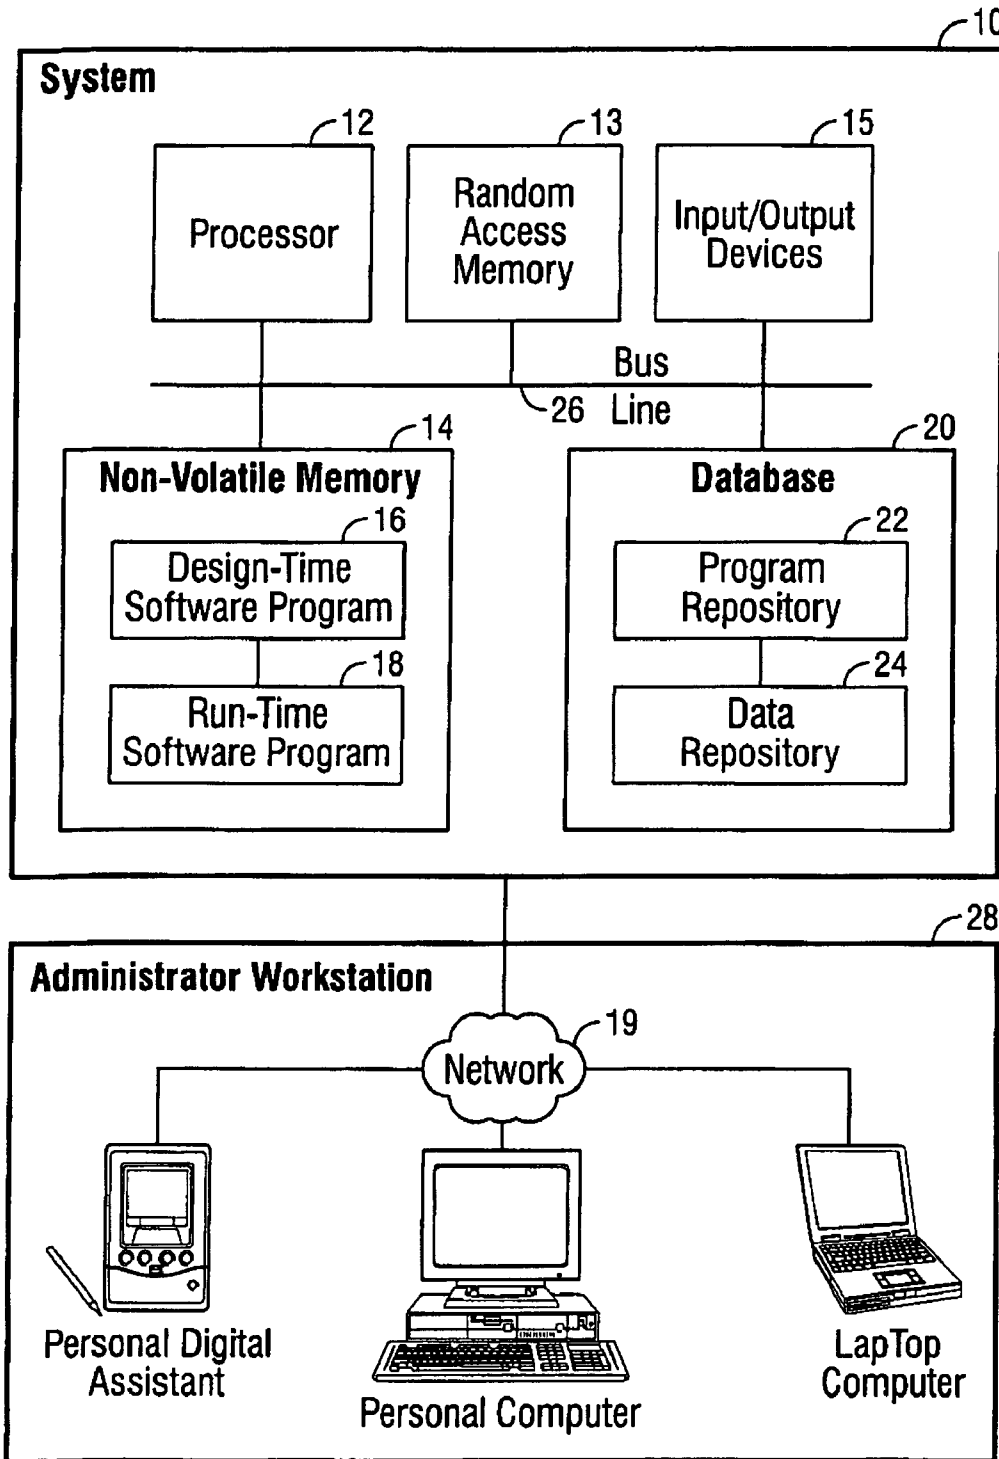 10
System
12
13
15
Processor
Random
Access
Memory
Input/Output
Devices
Bus
26
Line
14
20
Non-Volatile Memory
Database
16
22
Design-Time
Software Program
Program
Repository
18
24
Run-Time
Software Program
Data
Repository
28
Administrator Workstation
19
Network
Personal Digital
Assistant
Personal Computer
LapTop
Computer